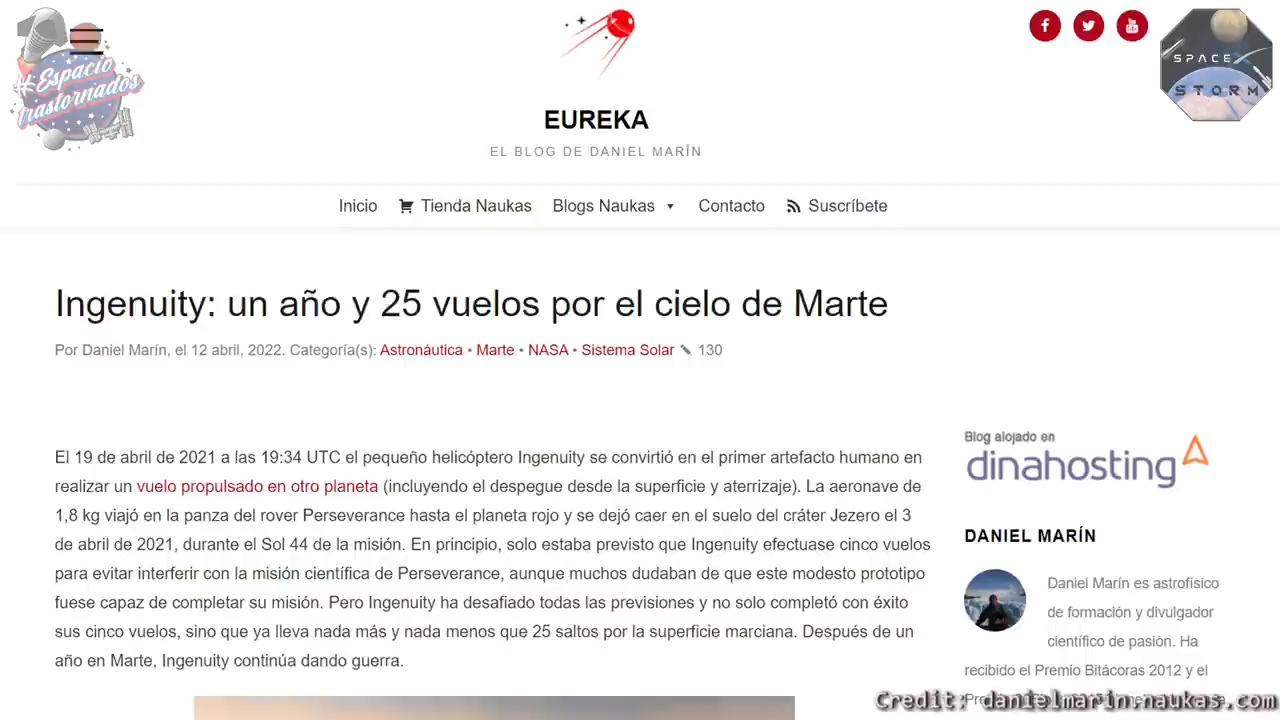 #Espacio
trastornados
SPACEX
STORM
EUREKA
EL BLOG DE DANIEL MARÍN
Inicio Tienda Naukas Blogs Naukas Contacto Suscríbete
Ingenuity: un año y 25 vuelos por el cielo de Marte
Por Daniel Marín, el 12 abril, 2022. Categoría(s): Astronáutica • Marte • NASA • Sistema Solar 130
El 19 de abril de 2021 a las 19:34 UTC el pequeño helicóptero Ingenuity se convirtió en el primer artefacto humano en
realizar un vuelo propulsado en otro planeta (incluyendo el despegue desde la superficie y aterrizaje). La aeronave de
1,8 kg viajó en la panza del rover Perseverance hasta el planeta rojo y se dejó caer en el suelo del cráter Jezero el 3
de abril de 2021, durante el Sol 44 de la misión. En principio, solo estaba previsto que Ingenuity efectuase cinco vuelos
para evitar interferir con la misión científica de Perseverance, aunque muchos dudaban de que este modesto prototipo
fuese capaz de completar su misión. Pero Ingenuity ha desafiado todas las previsiones y no solo completó con éxito
sus cinco vuelos, sino que ya lleva nada más y nada menos que 25 saltos por la superficie marciana. Después de un
año en Marte, Ingenuity continúa dando guerra.
Blog alojado en
dinahosting
DANIEL MARÍN
Daniel Marín es astrofísico
de formación y divulgador
científico de pasión. Ha
recibido el Premio Bitácoras 2012 y el
Credit: danielmarin.naukas.com